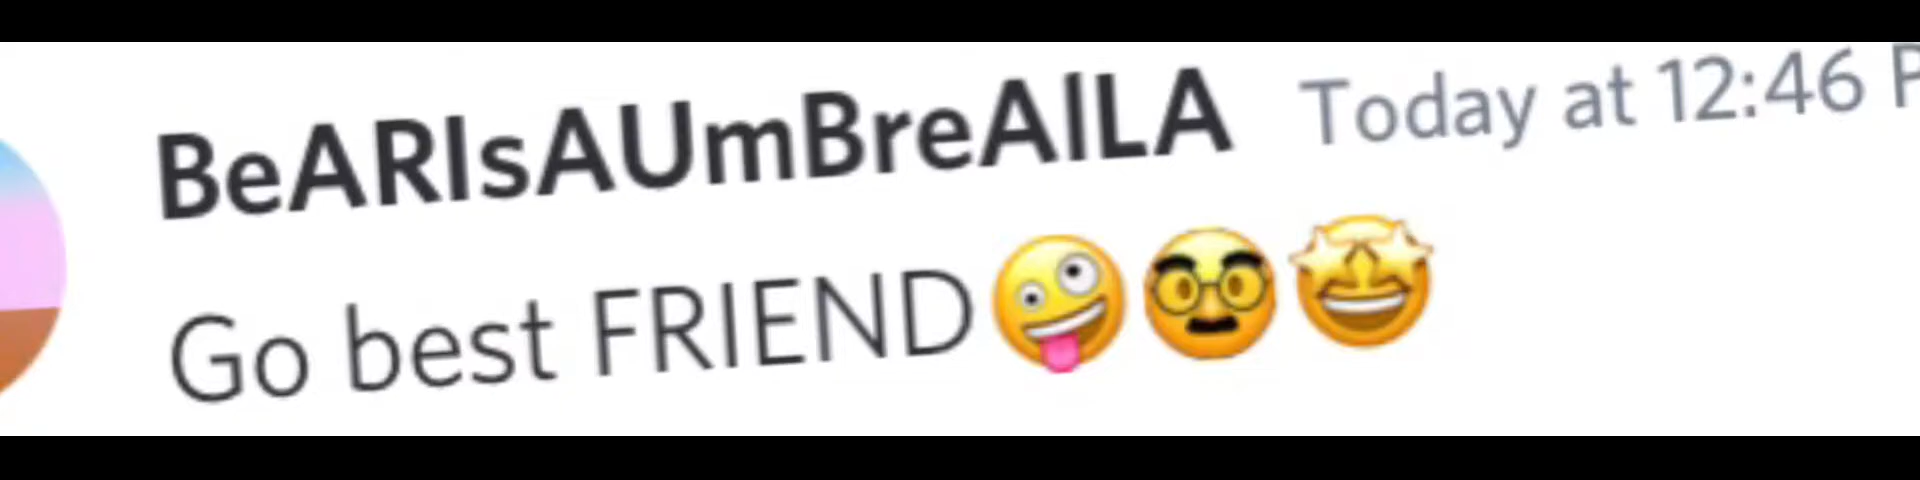 BeARIsAUmBreAlLA Today at 12:46 P
Go best FRIEND🤪🥸🤩